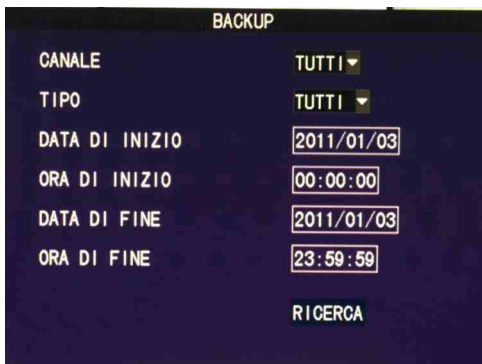 BACKUP
CANALE TUTTI
TIPO TUTTI
DATA DI INIZIO 2011/01/03
ORA DI INIZIO 00:00:00
DATA DI FINE 2011/01/03
ORA DI FINE 23:59:59
RICERCA